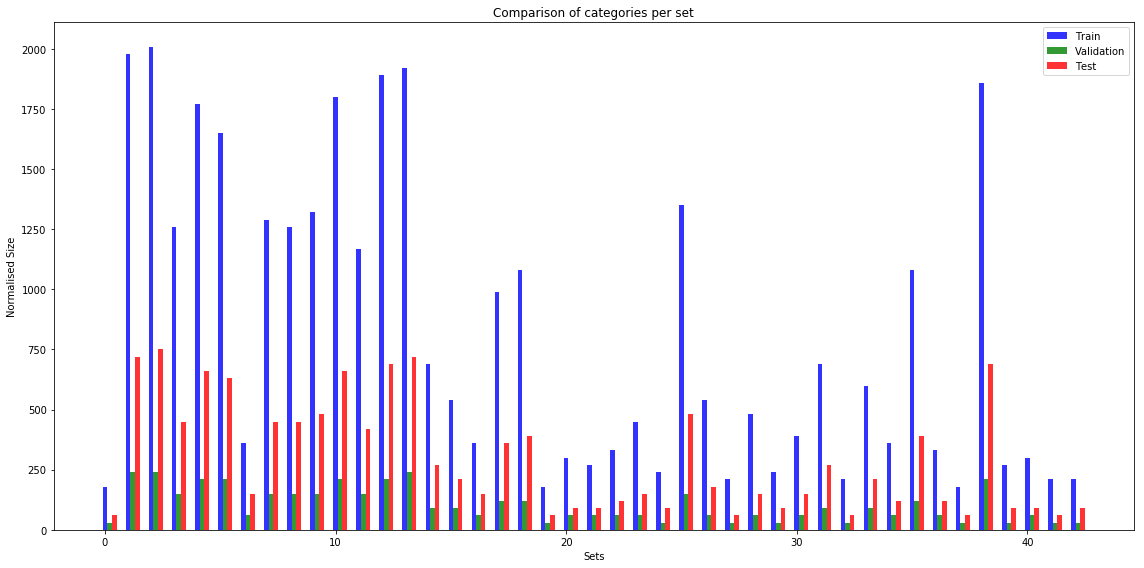 Comparison of categories per set
Train
Validation
Test
Normalised Size
2000
1750
1500
1250
1000
750
500
250
0
0 10 20 30 40
Sets